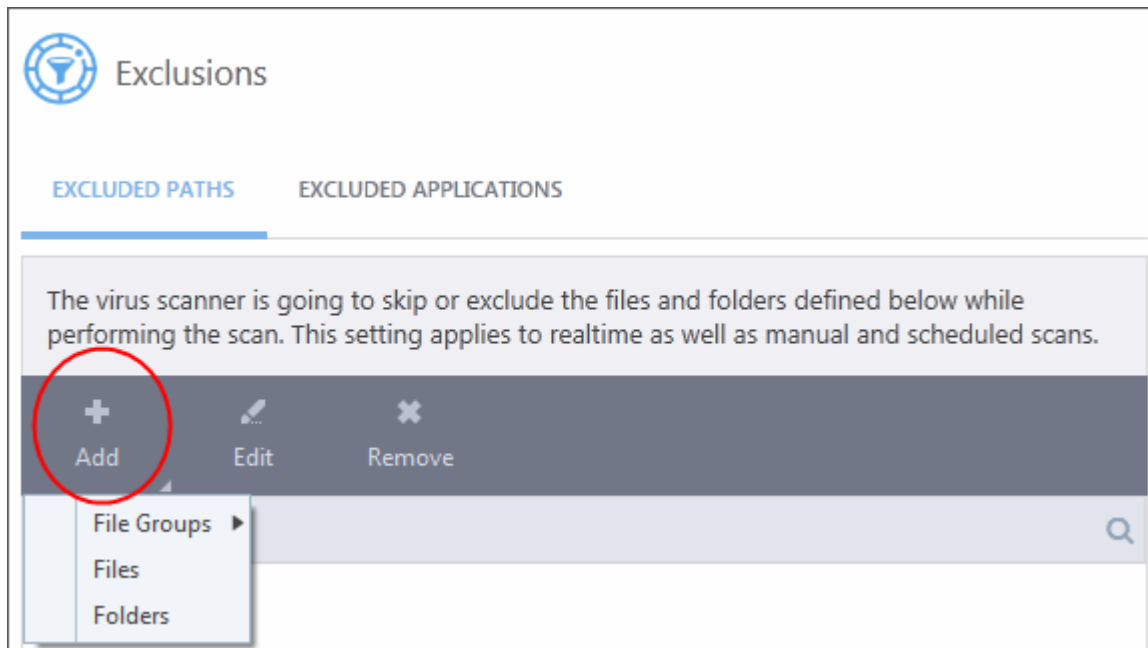 Exclusions
EXCLUDED PATHS EXCLUDED APPLICATIONS
The virus scanner is going to skip or exclude the files and folders defined below while
performing the scan. This setting applies to realtime as well as manual and scheduled scans.
Add Edit Remove
File Groups
Files
Folders